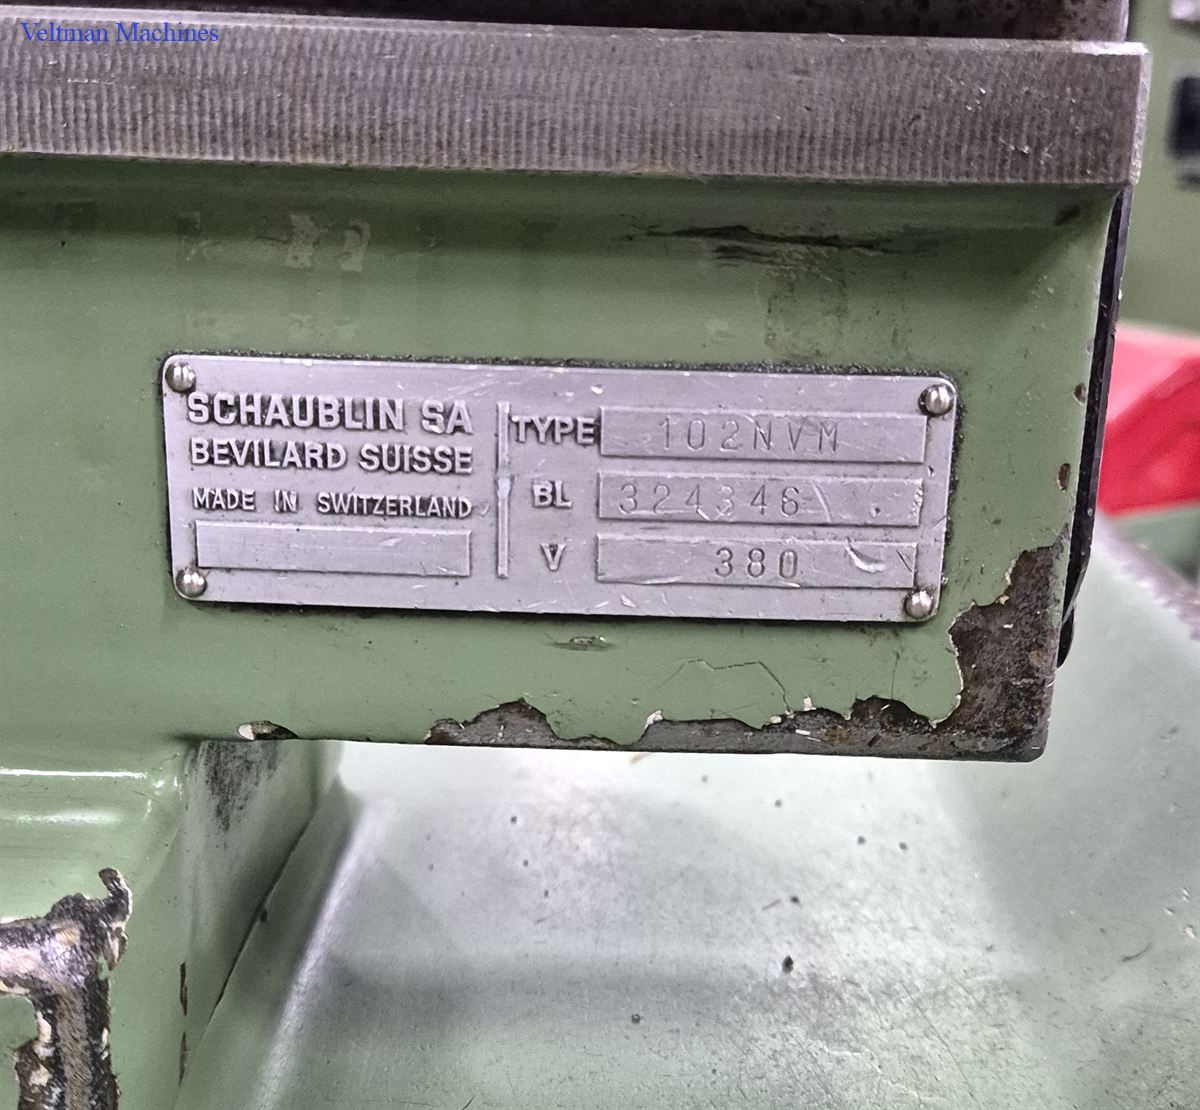 Veltman Machines
SCHAUBLIN SA
BEVILARD SUISSE
MADE IN SWITZERLAND
TYPE 102NVM
BL 324346
V 380